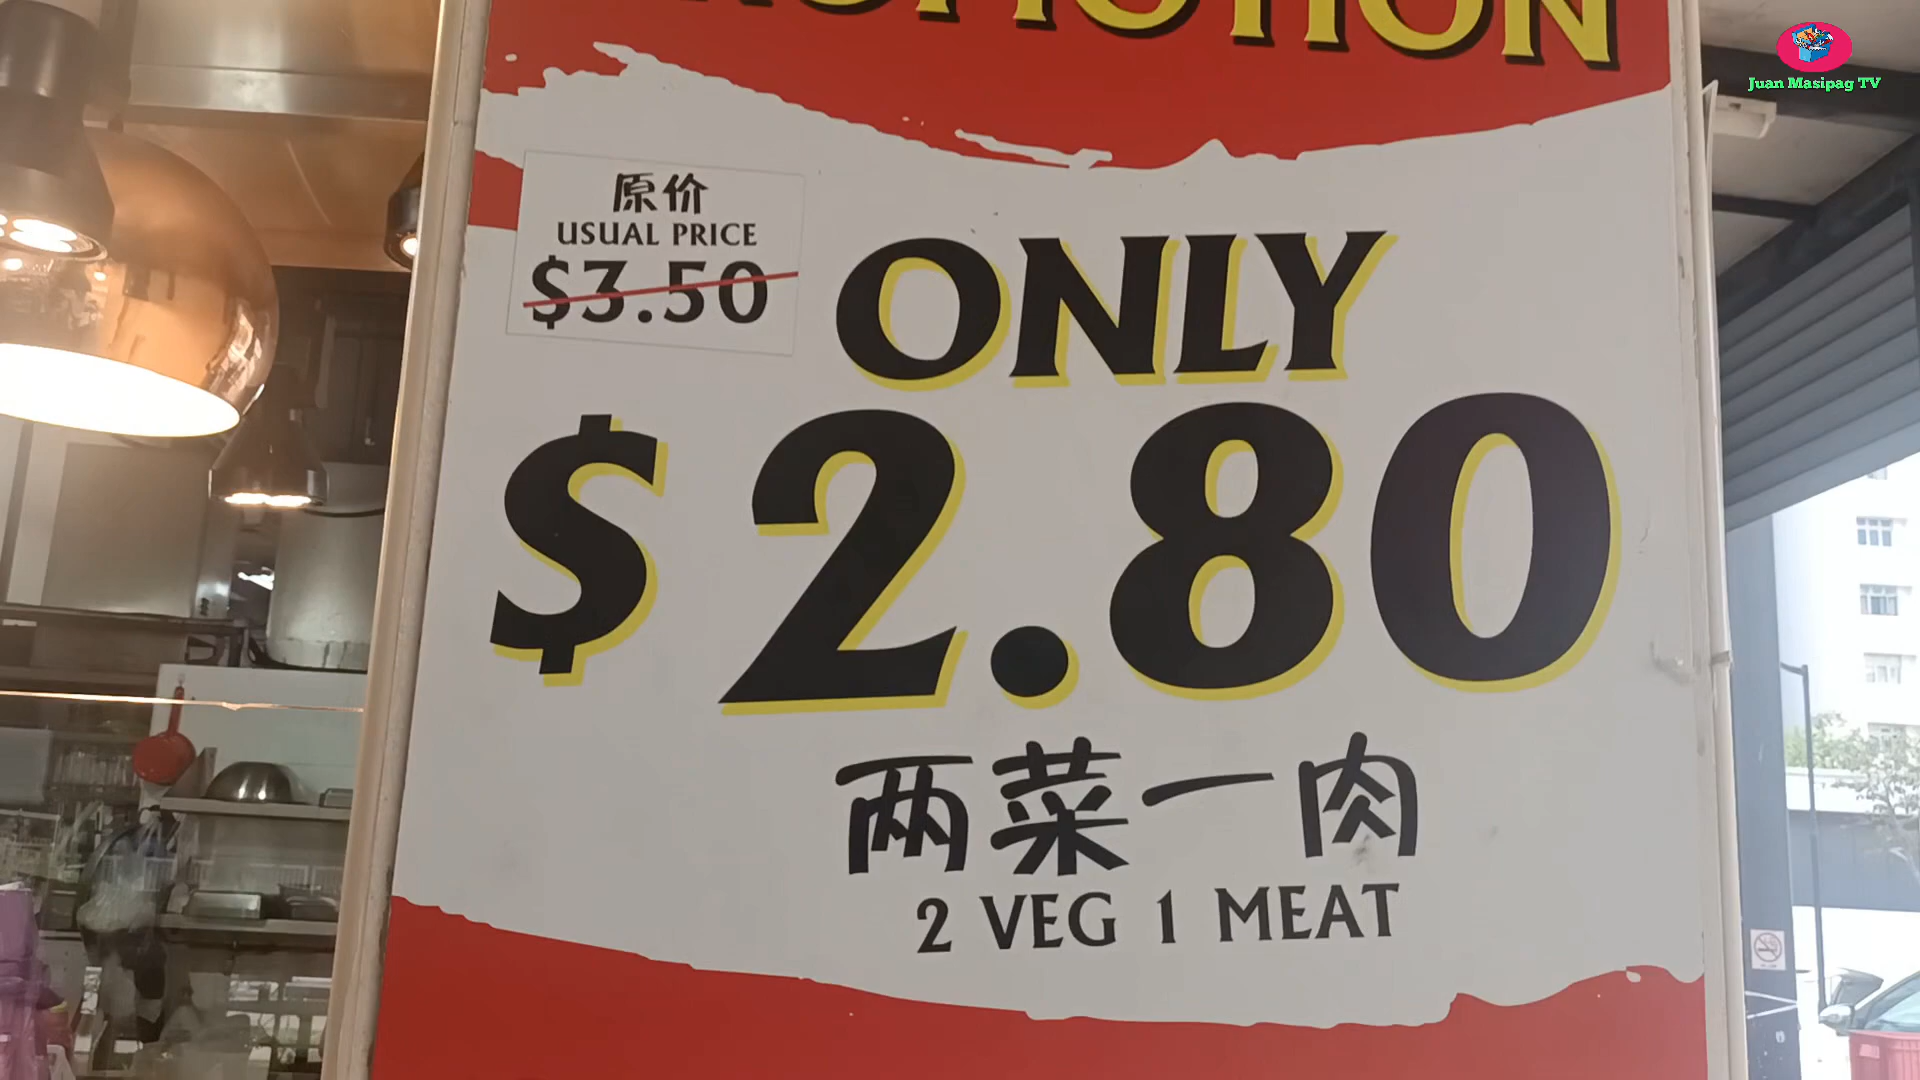 PROMOTION
Juan Masipag TV
原价
USUAL PRICE
$3.50
ONLY
$2.80
两菜一肉
2 VEG 1 MEAT